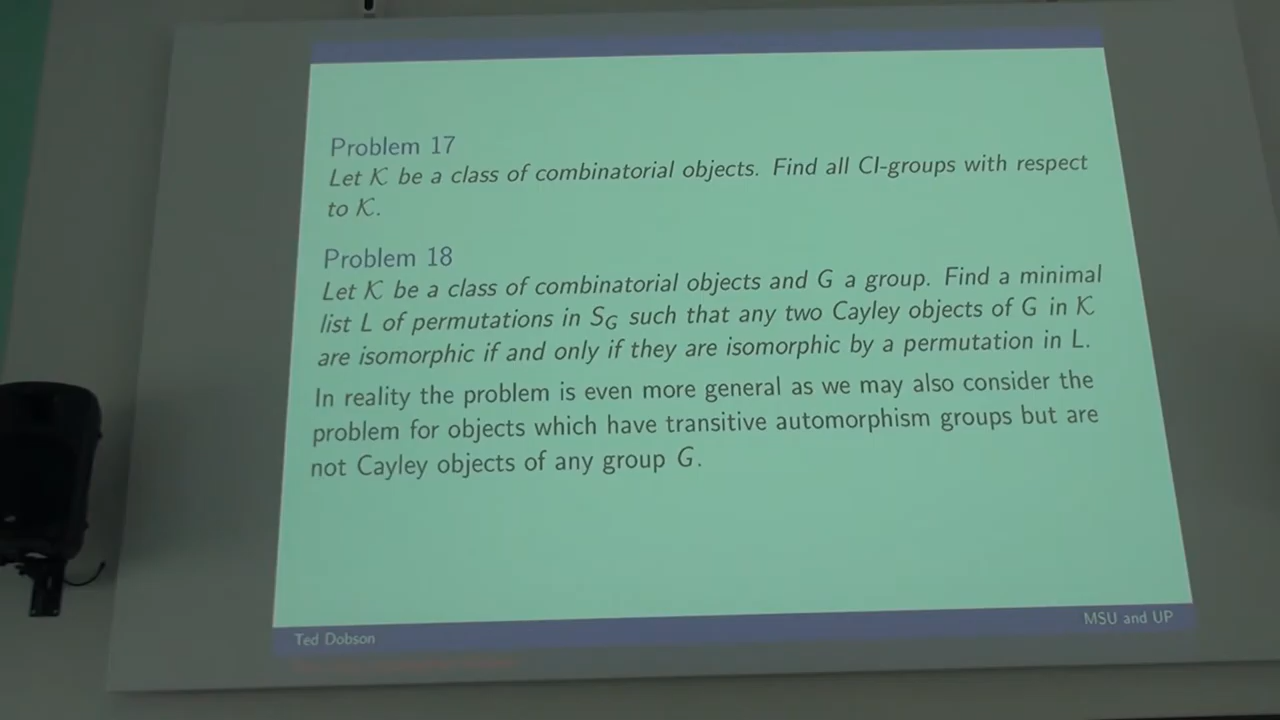 Problem 17
Let K be a class of combinatorial objects. Find all CI-groups with respect
to K.
Problem 18
Let K be a class of combinatorial objects and G a group. Find a minimal
list L of permutations in S_G such that any two Cayley objects of G in K
are isomorphic if and only if they are isomorphic by a permutation in L.
In reality the problem is even more general as we may also consider the
problem for objects which have transitive automorphism groups but are
not Cayley objects of any group G.
Ted Dobson
MSU and UP